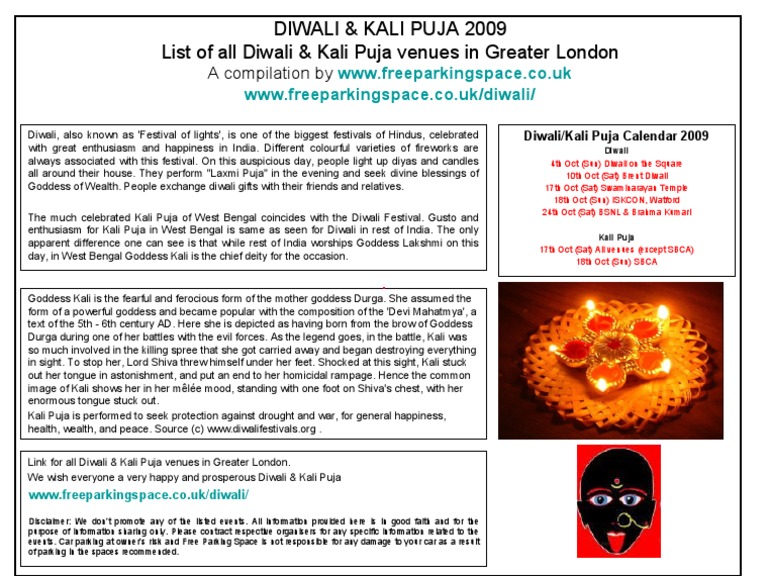 DIWALI & KALI PUJA 2009
List of all Diwali & Kali Puja venues in Greater London
A compilation by www.freeparkingspace.co.uk
www.freeparkingspace.co.uk/diwali/
Diwali, also known as 'Festival of lights', is one of the biggest festivals of Hindus, celebrated
with great enthusiasm and happiness in India. Different colourful varieties of fireworks are
always associated with this festival. On this auspicious day, people light up diyas and candles
all around their house. They perform "Laxmi Puja" in the evening and seek divine blessings of
Goddess of Wealth. People exchange diwali gifts with their friends and relatives.
The much celebrated Kali Puja of West Bengal coincides with the Diwali Festival. Gusto and
enthusiasm for Kali Puja in West Bengal is same as seen for Diwali in rest of India. The only
apparent difference one can see is that while rest of India worships Goddess Lakshmi on this
day, in West Bengal Goddess Kali is the chief deity for the occasion.
Diwali/Kali Puja Calendar 2009
Diwali
4th Oct (Sun) Diwali on the Square
10th Oct (Sat) Brent Diwali
17th Oct (Sat) Swaminarayan Temple
18th Oct (Sun) ISKCON, Watford
24th Oct (Sat) BSNL & Brahma Kumari
Kali Puja
17th Oct (Sat) All venues (except SBCA)
18th Oct (Sun) SBCA
Goddess Kali is the fearful and ferocious form of the mother goddess Durga. She assumed the
form of a powerful goddess and became popular with the composition of the 'Devi Mahatmya', a
text of the 5th - 6th century AD. Here she is depicted as having born from the brow of Goddess
Durga during one of her battles with the evil forces. As the legend goes, in the battle, Kali was
so much involved in the killing spree that she got carried away and began destroying everything
in sight. To stop her, Lord Shiva threw himself under her feet. Shocked at this sight, Kali stuck
out her tongue in astonishment, and put an end to her homicidal rampage. Hence the common
image of Kali shows her in her mêlée mood, standing with one foot on Shiva's chest, with her
enormous tongue stuck out.
Kali Puja is performed to seek protection against drought and war, for general happiness,
health, wealth, and peace. Source (c) www.diwalifestivals.org .
Link for all Diwali & Kali Puja venues in Greater London.
We wish everyone a very happy and prosperous Diwali & Kali Puja
www.freeparkingspace.co.uk/diwali/
Disclaimer: We don't promote any of the listed events. All information provided here is in good faith and for the
purpose of information sharing only. Please contract respective organisers for any specific information related to the
events. Car parking at owner's risk and Free Parking Space is not responsible for any damage to your car as a result
of parking in the spaces recommended.